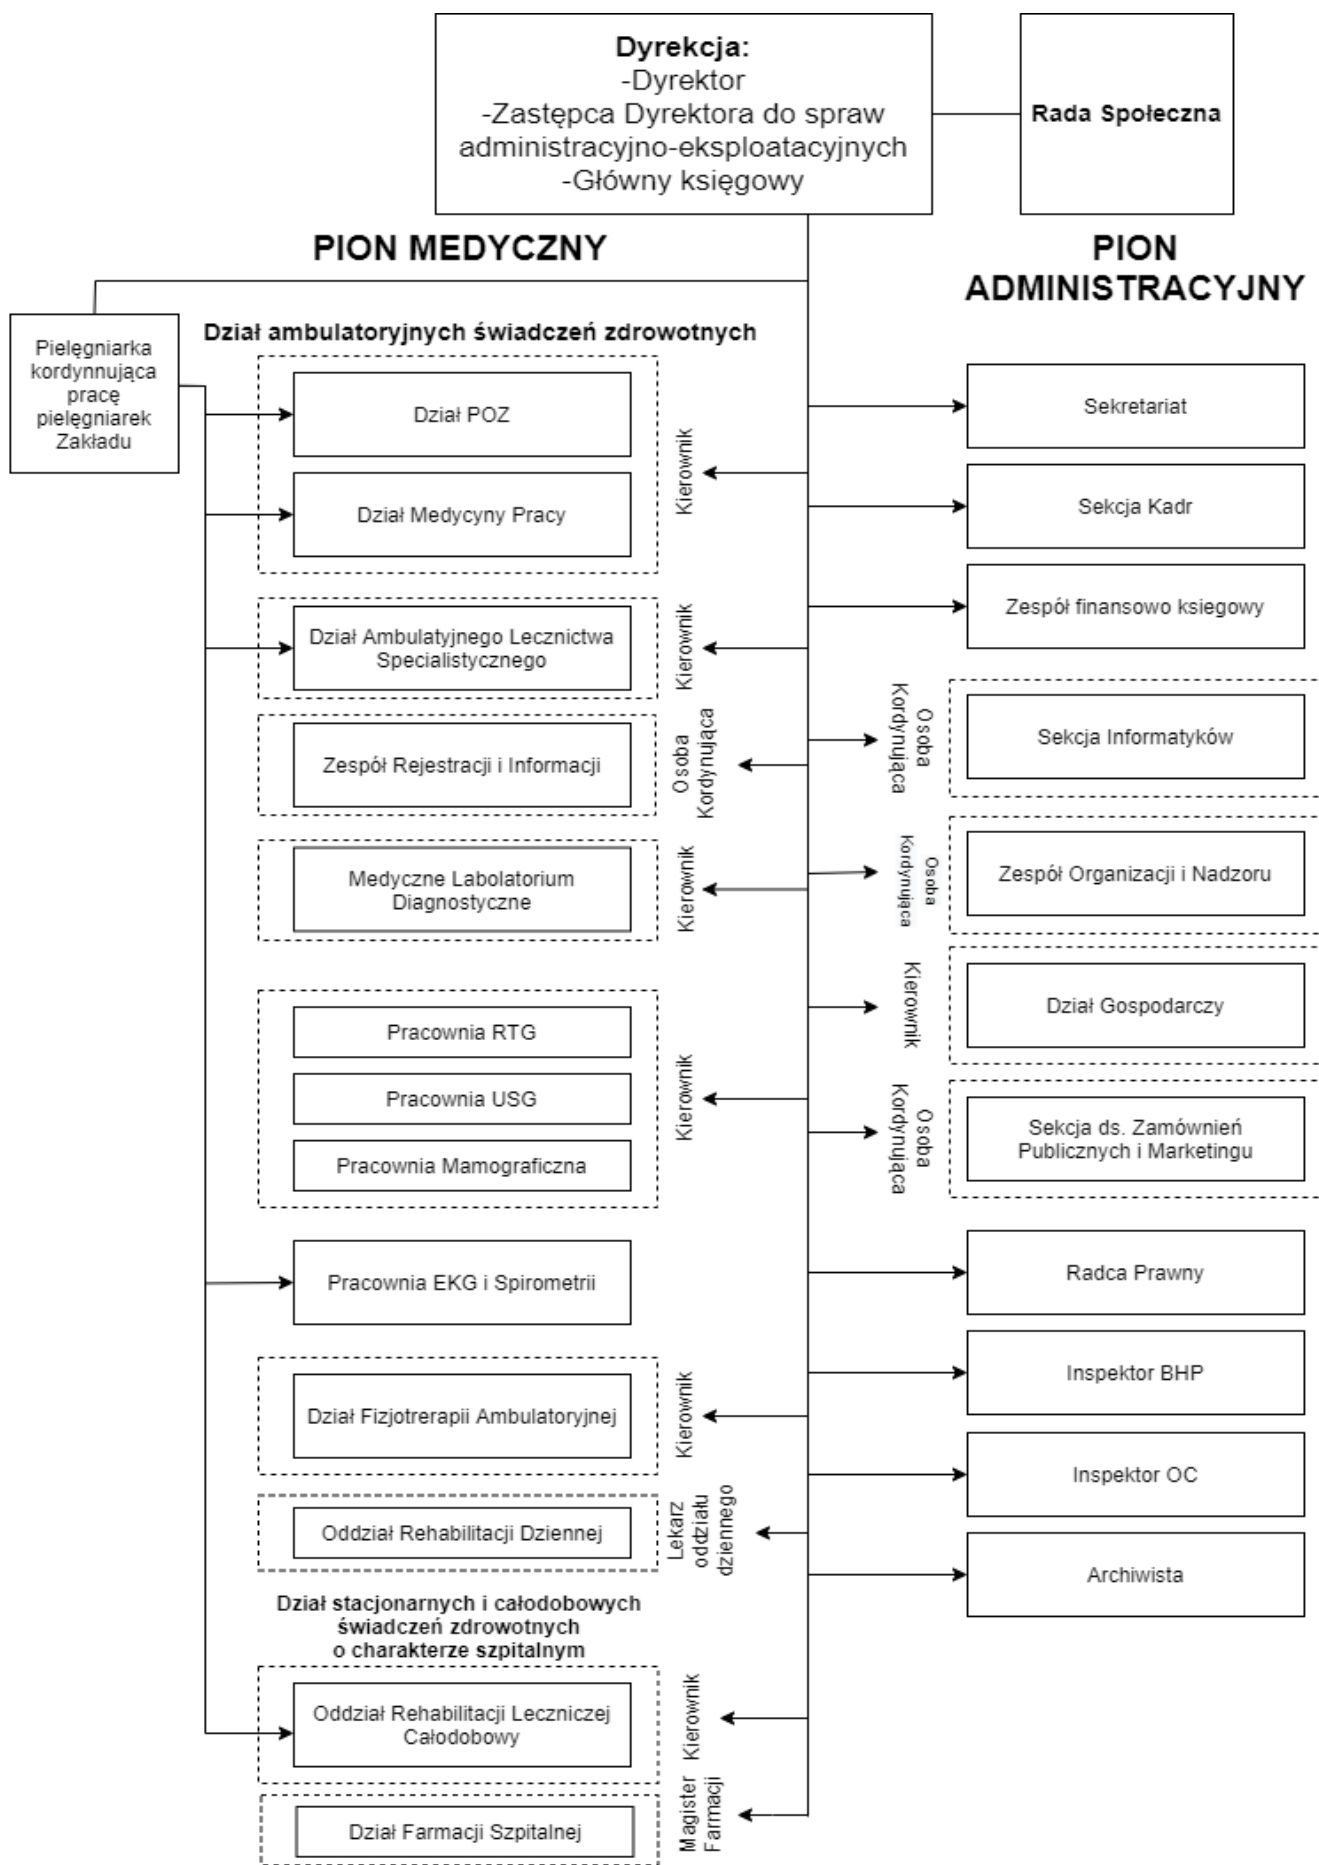 Dyrekcja:
-Dyrektor
-Zastępca Dyrektora do spraw
administracyjno-eksploatacyjnych
-Główny księgowy
Rada Społeczna
PION MEDYCZNY
PION
ADMINISTRACYJNY
Pielęgniarka
kordynnująca
pracę
pielęgniarek
Zakładu
Dział ambulatoryjnych świadczeń zdrowotnych
Dział POZ
Dział Medycyny Pracy
Kierownik
Dział Ambulatyjnego Lecznictwa
Specialistycznego
Kierownik
Zespół Rejestracji i Informacji
Osoba
Kordynująca
Medyczne Labolatorium
Diagnostyczne
Kierownik
Pracownia RTG
Pracownia USG
Pracownia Mamograficzna
Kierownik
Pracownia EKG i Spirometrii
Dział Fizjotrerapii Ambulatoryjnej
Kierownik
Oddział Rehabilitacji Dziennej
Lekarz
oddziału
dziennego
Dział stacjonarnych i całodobowych
świadczeń zdrowotnych
o charakterze szpitalnym
Oddział Rehabilitacji Leczniczej
Całodobowy
Kierownik
Dział Farmacji Szpitalnej
Magister
Farmacji
Sekretariat
Sekcja Kadr
Zespół finansowo ksiegowy
Osoba
Kordynująca
Sekcja Informatyków
Osoba
Kordynująca
Zespół Organizacji i Nadzoru
Kierownik
Dział Gospodarczy
Osoba
Kordynująca
Sekcja ds. Zamównień
Publicznych i Marketingu
Radca Prawny
Inspektor BHP
Inspektor OC
Archiwista